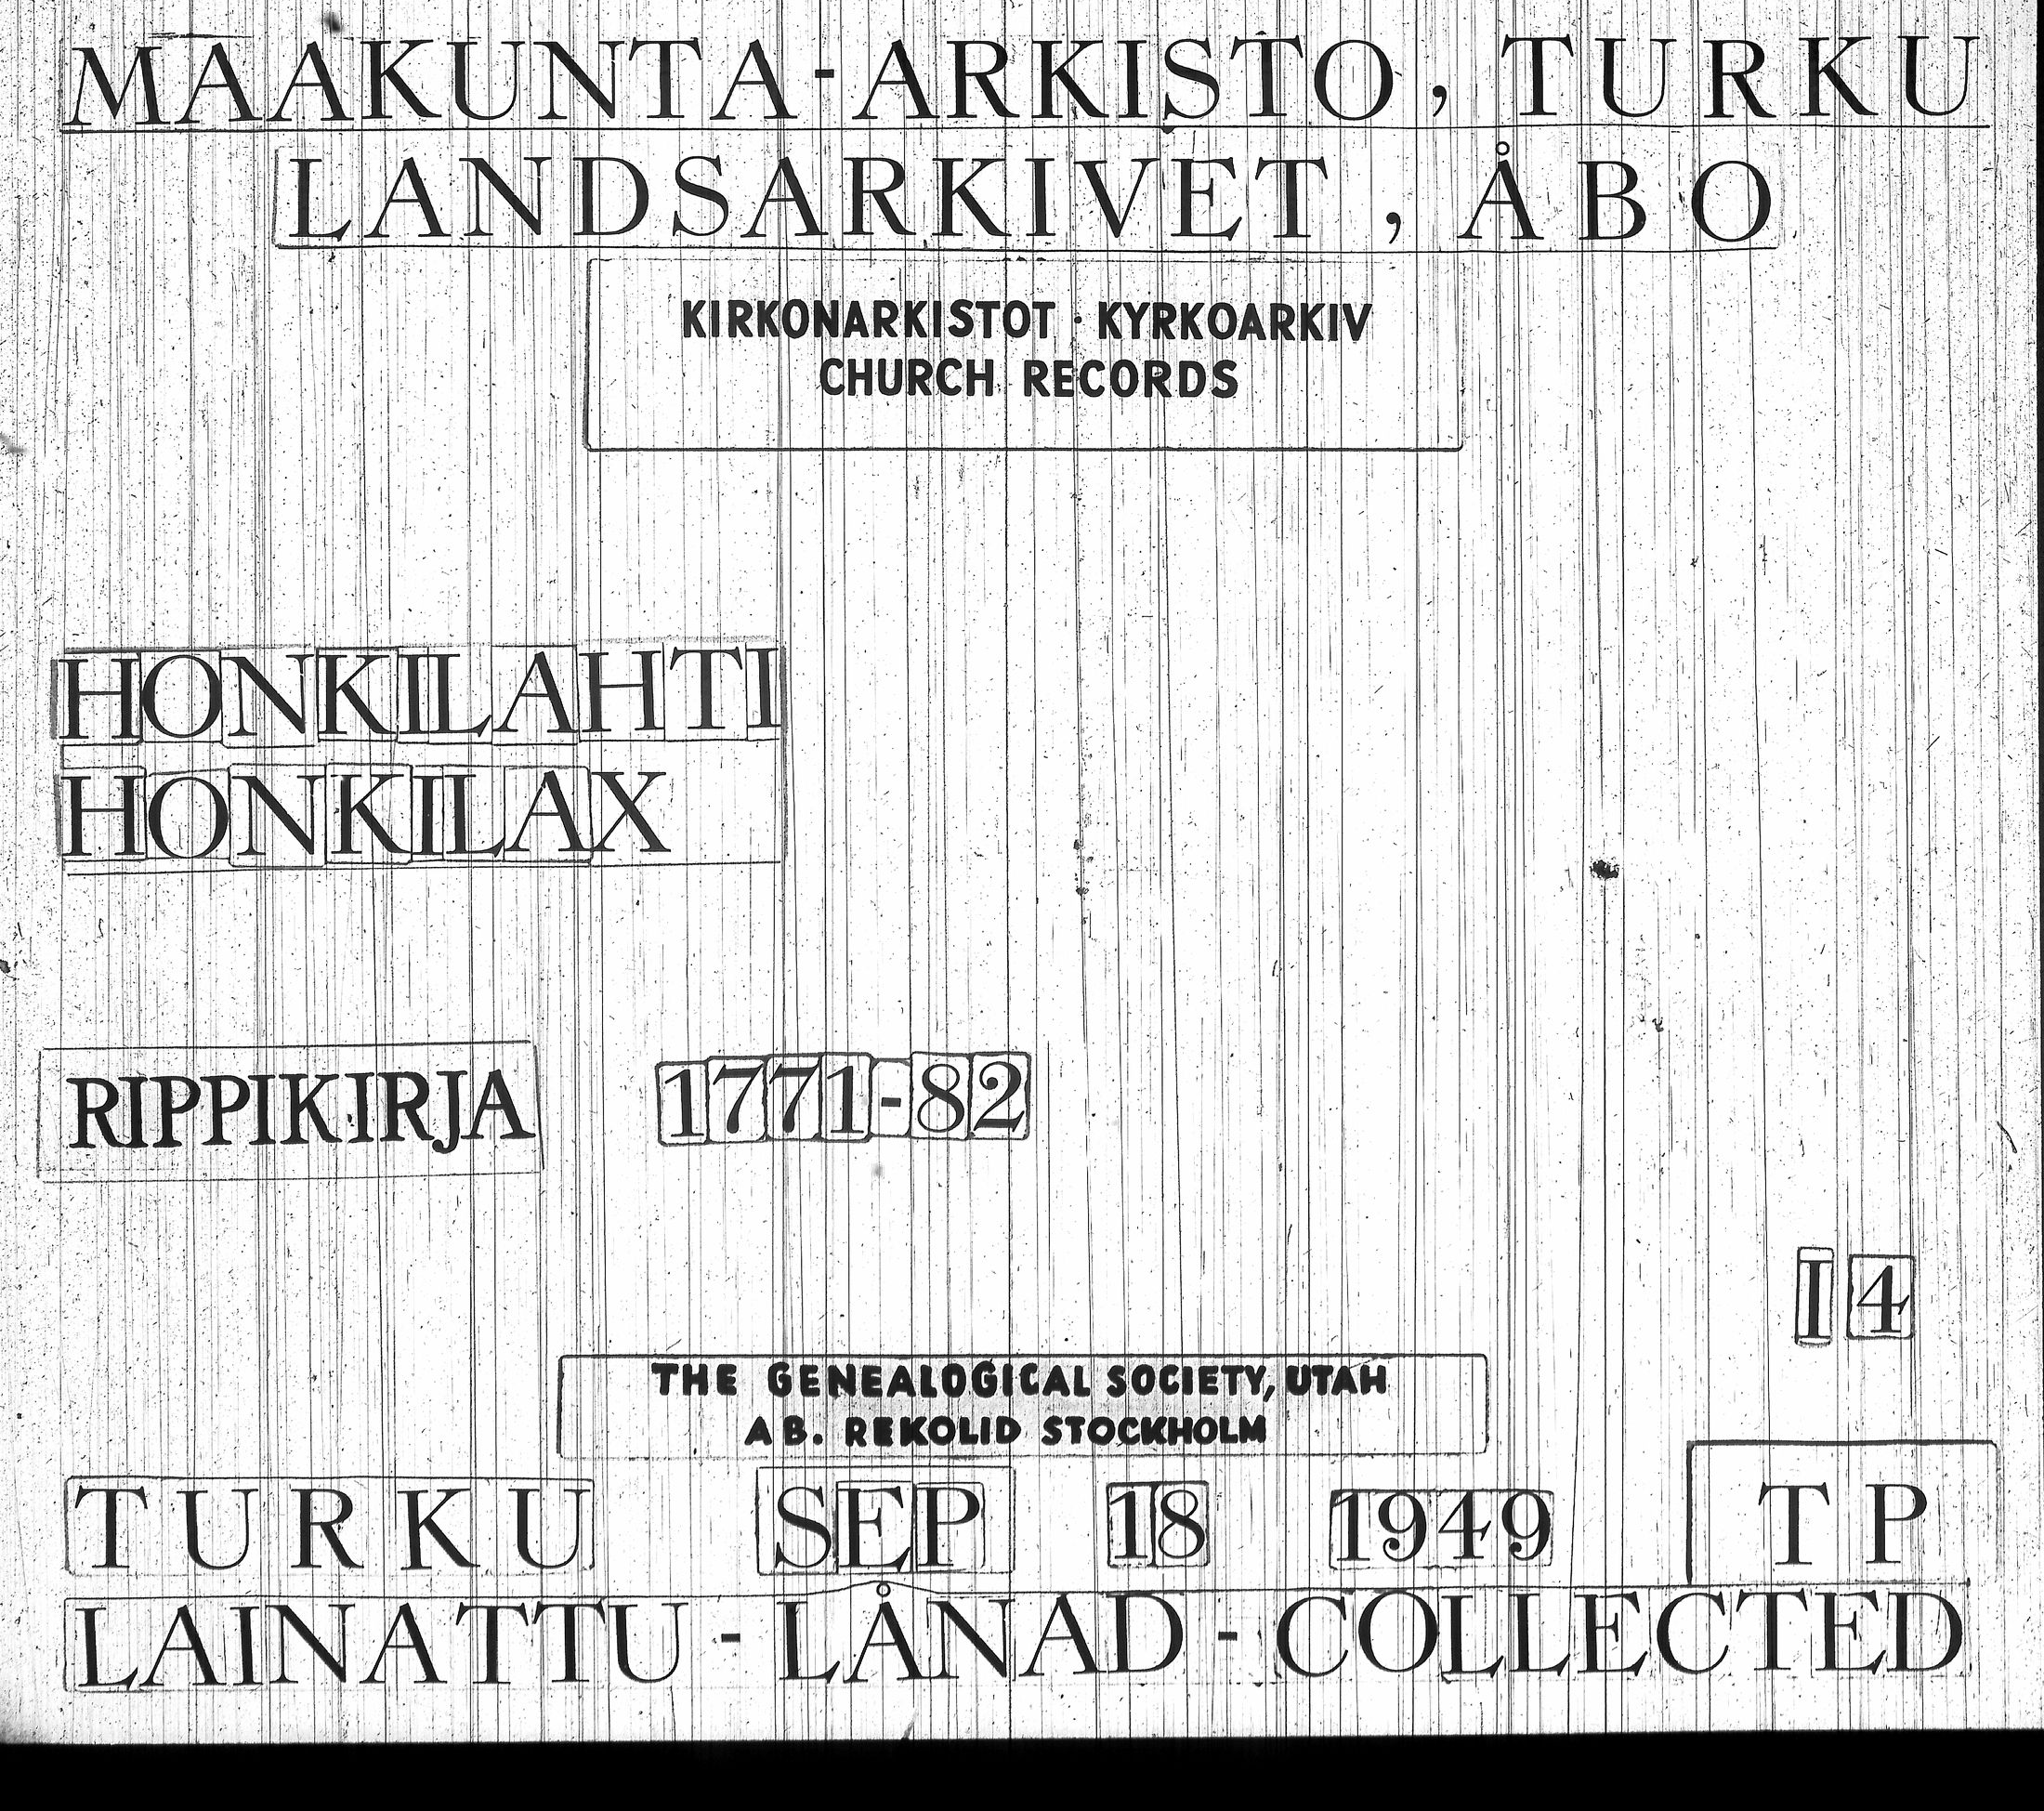 MAAKUNTA-ARKISTO, TURKU
LANDSARKIVET, ÅBO
KIRKONARKISTOT · KYRKOARKIV
CHURCH RECORDS
HONKILAHTI
HONKILAX
RIPPIKIRJA 1771-82
I 4
THE GENEALOGICAL SOCIETY, UTAH
AB. REKOLID STOCKHOLM
TURKU SEP 18 1949 TP
LAINATTU - LÅNAD - COLLECTED